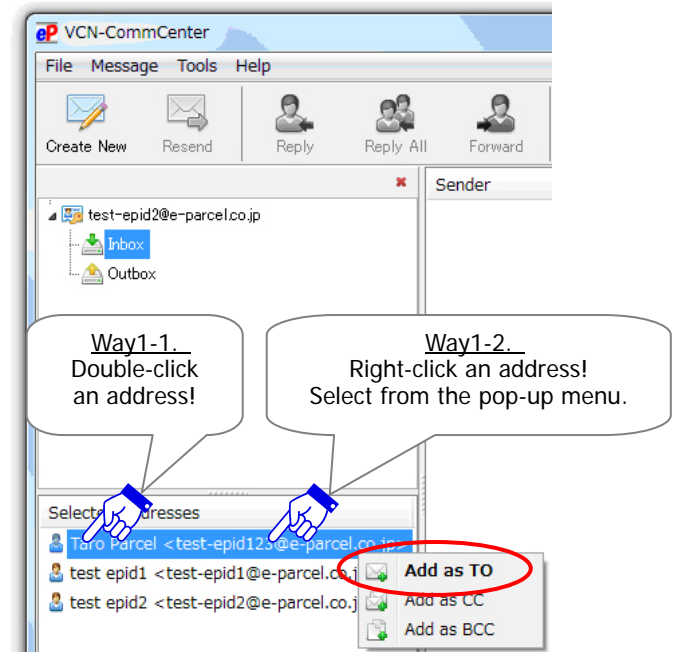 eP VCN-CommCenter
File Message Tools Help
Create New Resend Reply Reply All Forward
Sender
test-epid2@e-parcel.co.jp
Inbox
Outbox
Way1-1.
Double-click
an address!
Way1-2.
Right-click an address!
Select from the pop-up menu.
Selected Addresses
Taro Parcel <test-epid123@e-parcel.co.jp>
test epid1 <test-epid1@e-parcel.co.j
test epid2 <test-epid2@e-parcel.co.j
Add as TO
Add as CC
Add as BCC